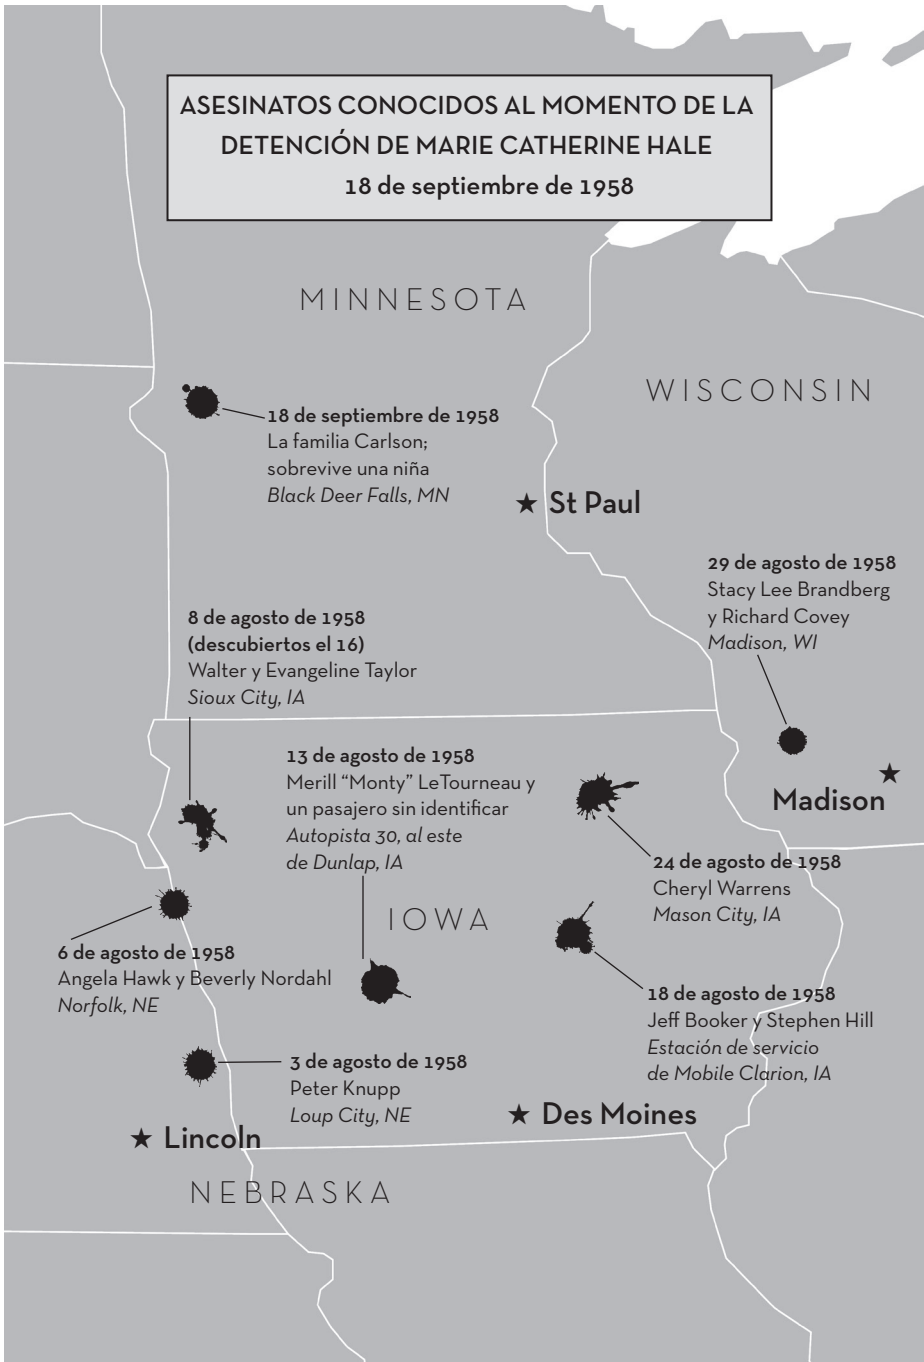 ASESINATOS CONOCIDOS AL MOMENTO DE LA
DETENCIÓN DE MARIE CATHERINE HALE
18 de septiembre de 1958
MINNESOTA
WISCONSIN
18 de septiembre de 1958
La familia Carlson;
sobrevive una niña
Black Deer Falls, MN
St Paul
29 de agosto de 1958
Stacy Lee Brandberg
y Richard Covey
Madison, WI
8 de agosto de 1958
(descubiertos el 16)
Walter y Evangeline Taylor
Sioux City, IA
13 de agosto de 1958
Merill “Monty” LeTourneau y
un pasajero sin identificar
Autopista 30, al este
de Dunlap, IA
Madison
24 de agosto de 1958
Cheryl Warrens
Mason City, IA
IOWA
6 de agosto de 1958
Angela Hawk y Beverly Nordahl
Norfolk, NE
18 de agosto de 1958
Jeff Booker y Stephen Hill
Estación de servicio
de Mobile Clarion, IA
3 de agosto de 1958
Peter Knupp
Loup City, NE
Des Moines
Lincoln
NEBRASKA